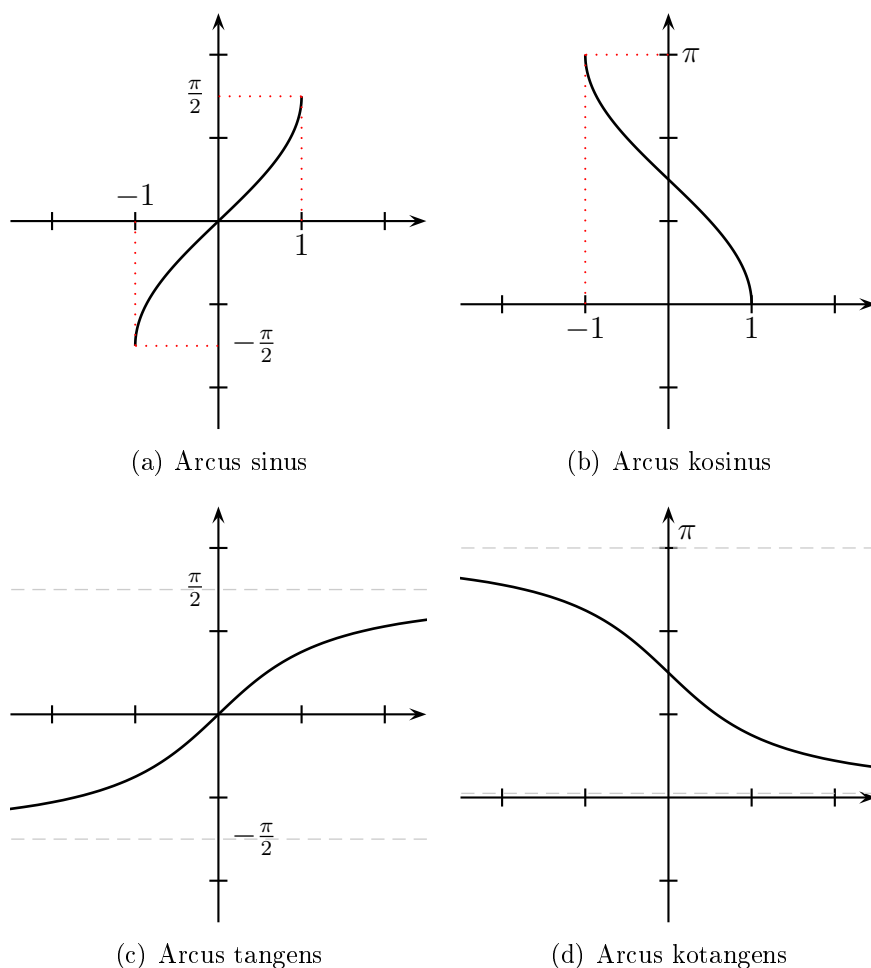 π/2
−1
1
−π/2
(a) Arcus sinus
π
−1
1
(b) Arcus kosinus
π/2
−π/2
(c) Arcus tangens
π
(d) Arcus kotangens